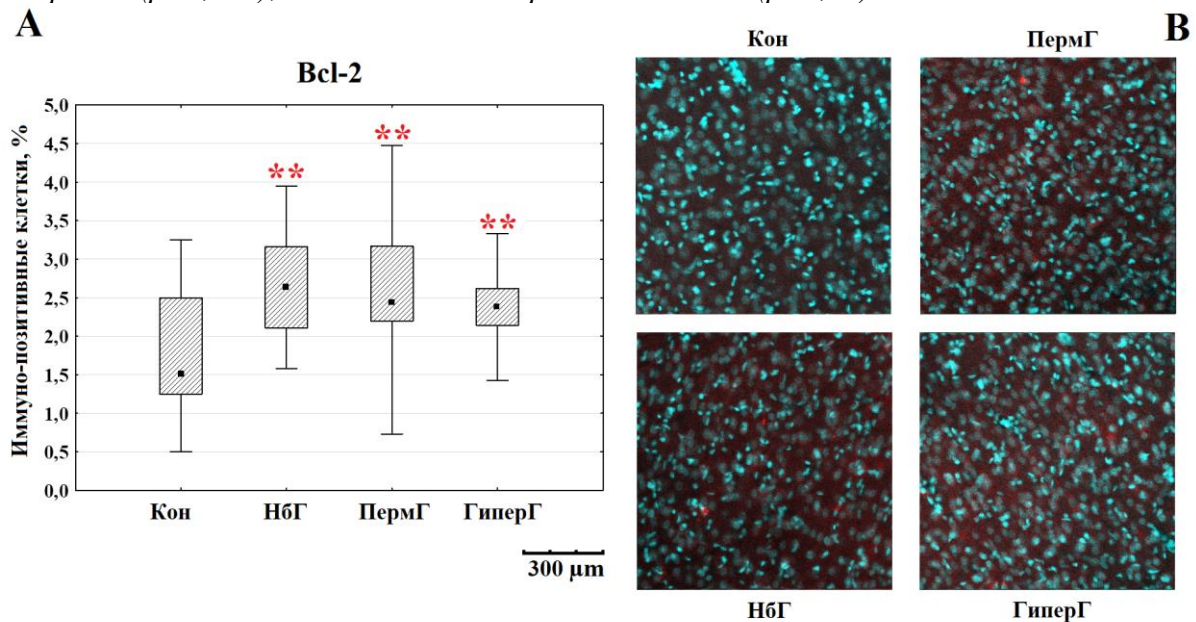 A
B
Bcl-2
Иммуно-позитивные клетки, %
5,0
4,5
4,0
3,5
3,0
2,5
2,0
1,5
1,0
0,5
0,0
**
**
**
Кон
НбГ
ПермГ
ГиперГ
300 µm
Кон
ПермГ
НбГ
ГиперГ